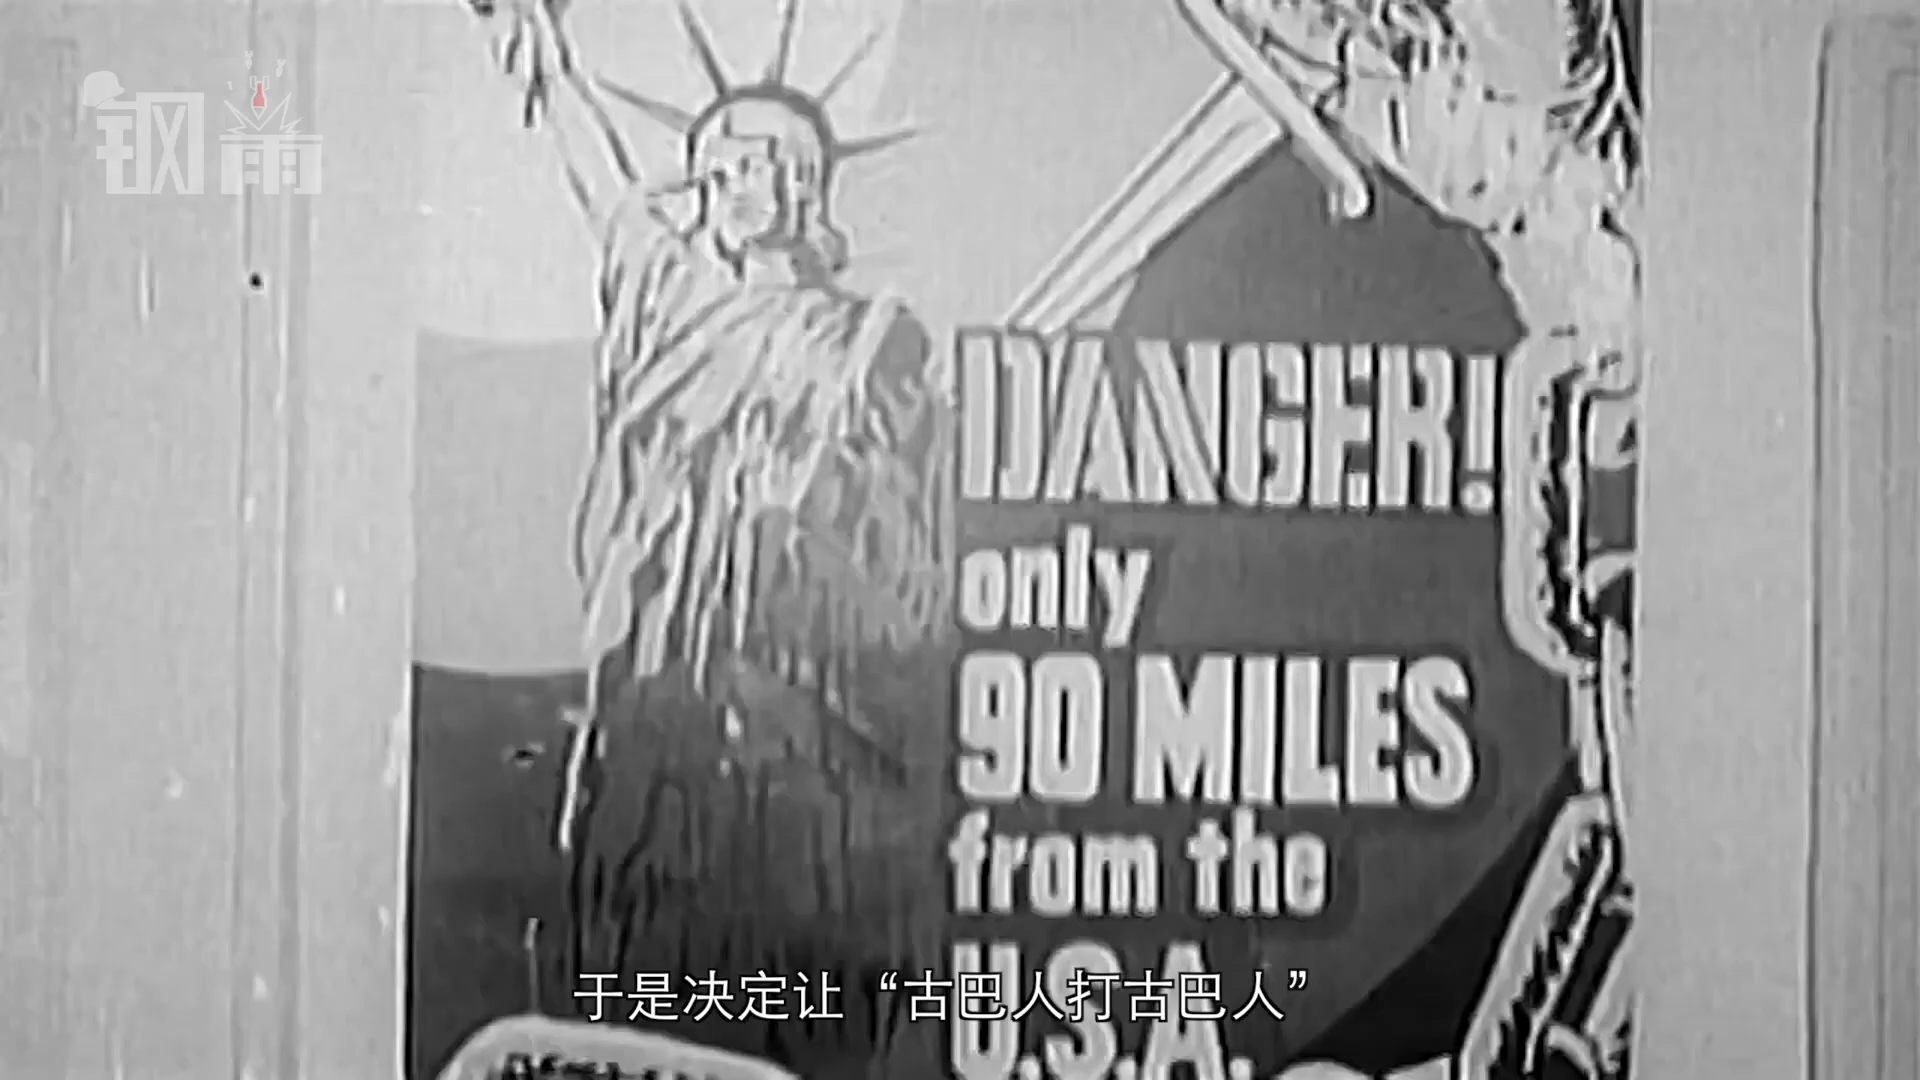 钢雨
DANGER!
only
90 MILES
from the
U.S.A.
于是决定让“古巴人打古巴人”